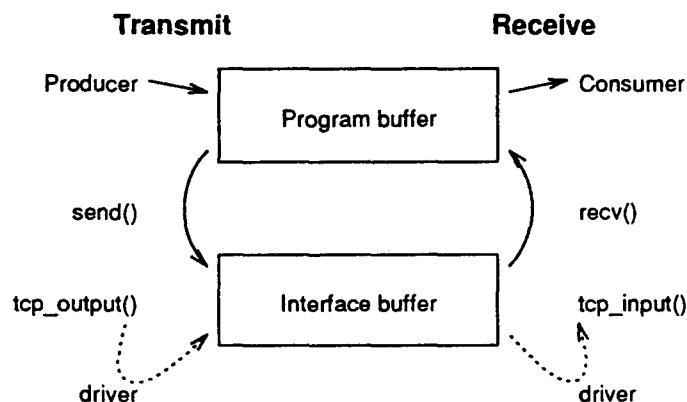 Transmit Receive
Producer Consumer
Program buffer
send() recv()
Interface buffer
tcp_output() tcp_input()
driver driver